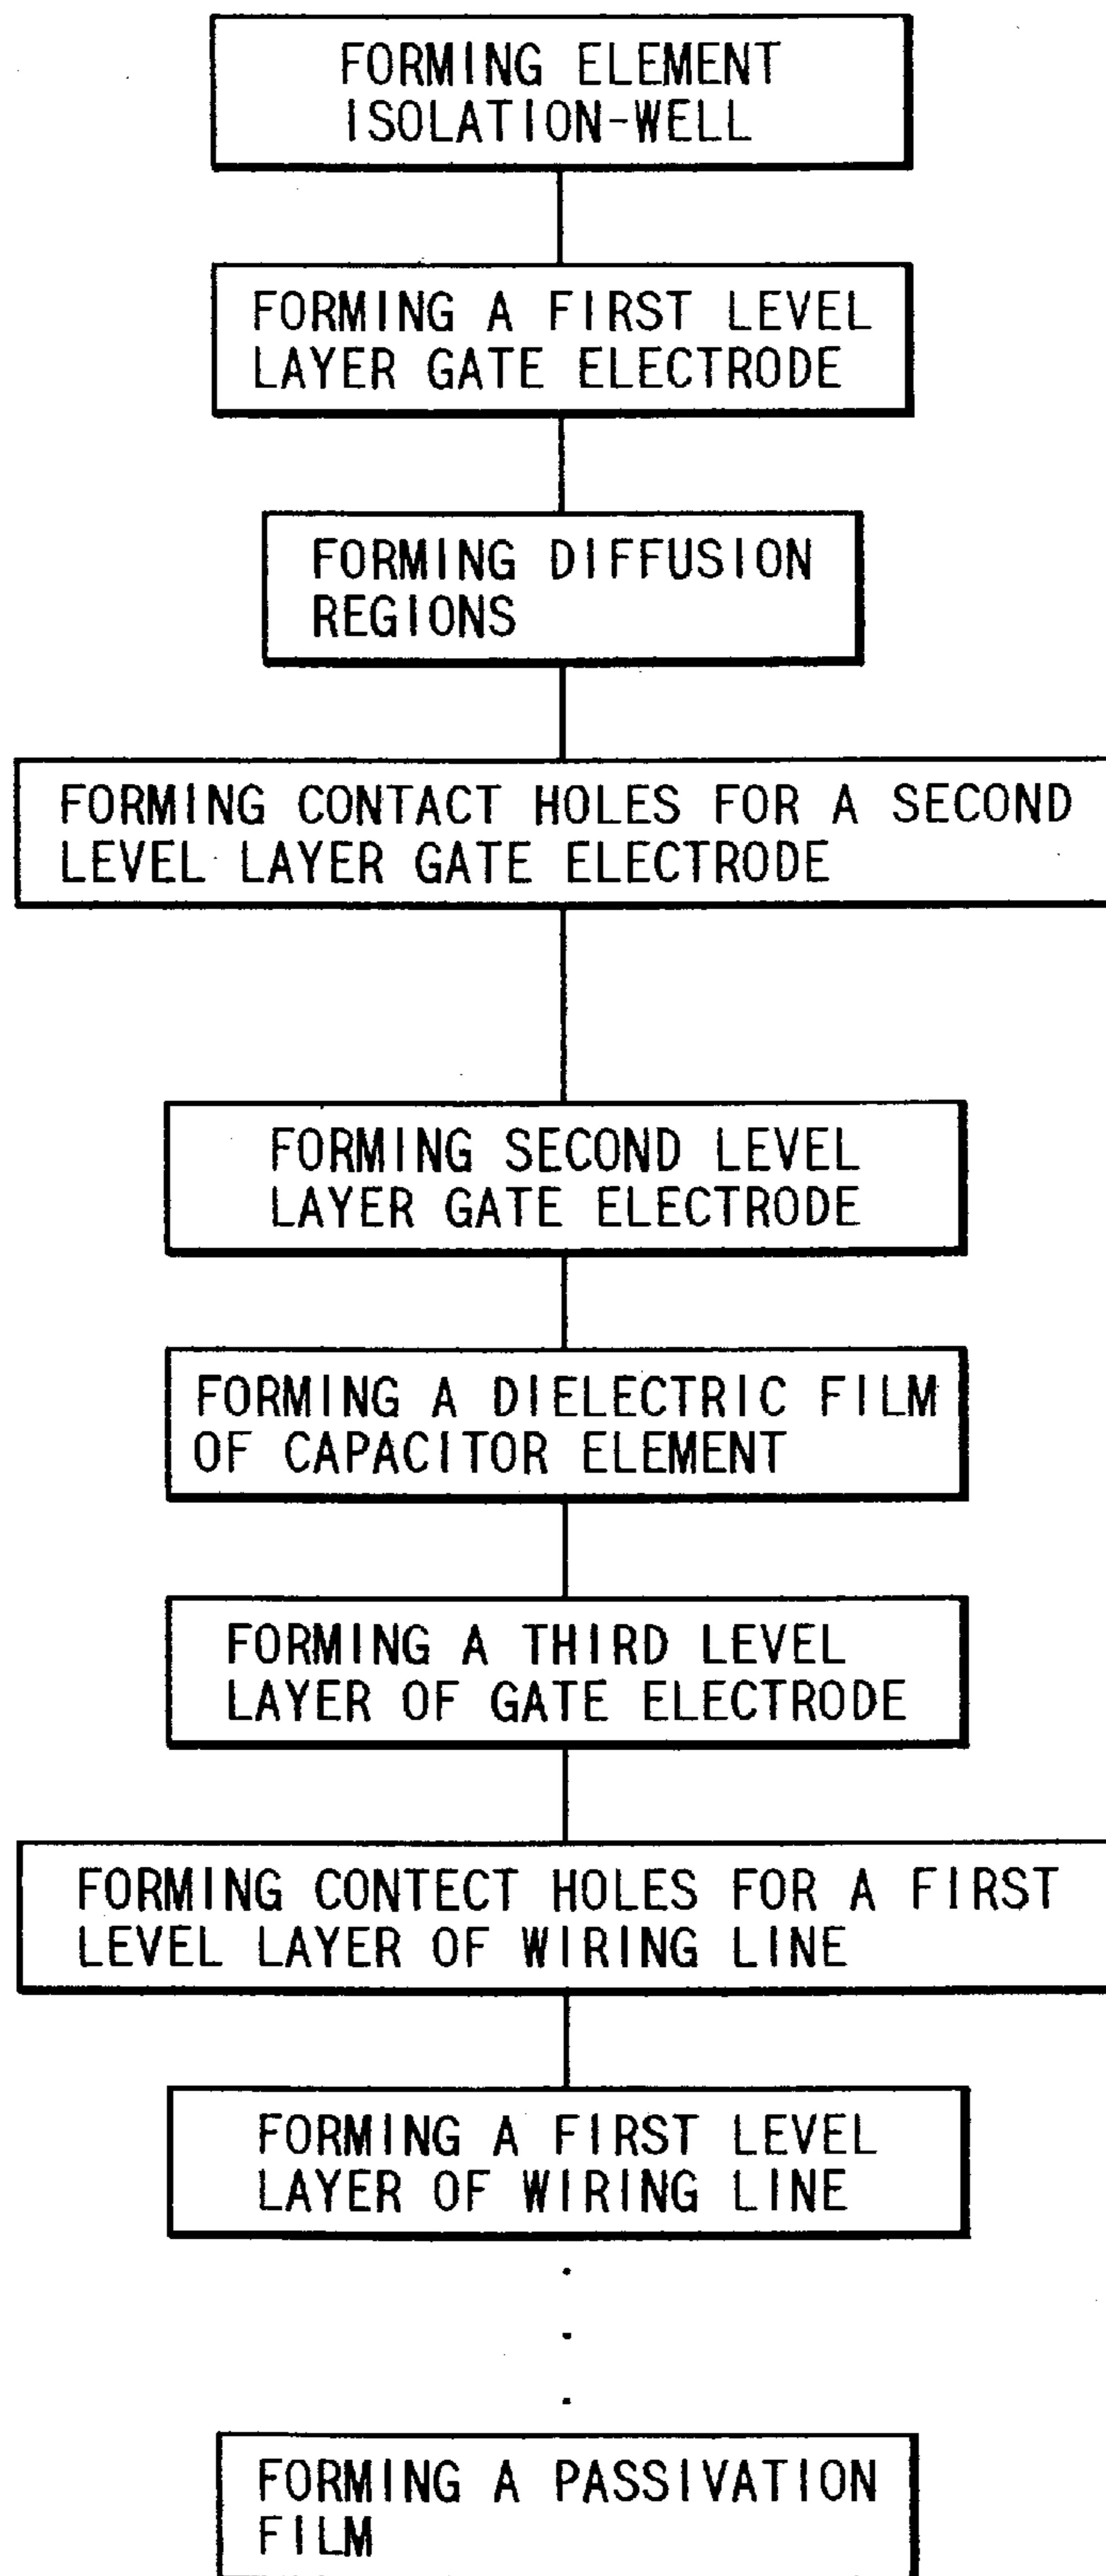 FORMING ELEMENT
ISOLATION-WELL
FORMING A FIRST LEVEL
LAYER GATE ELECTRODE
FORMING DIFFUSION
REGIONS
FORMING CONTACT HOLES FOR A SECOND
LEVEL LAYER GATE ELECTRODE
FORMING SECOND LEVEL
LAYER GATE ELECTRODE
FORMING A DIELECTRIC FILM
OF CAPACITOR ELEMENT
FORMING A THIRD LEVEL
LAYER OF GATE ELECTRODE
FORMING CONTECT HOLES FOR A FIRST
LEVEL LAYER OF WIRING LINE
FORMING A FIRST LEVEL
LAYER OF WIRING LINE
FORMING A PASSIVATION
FILM